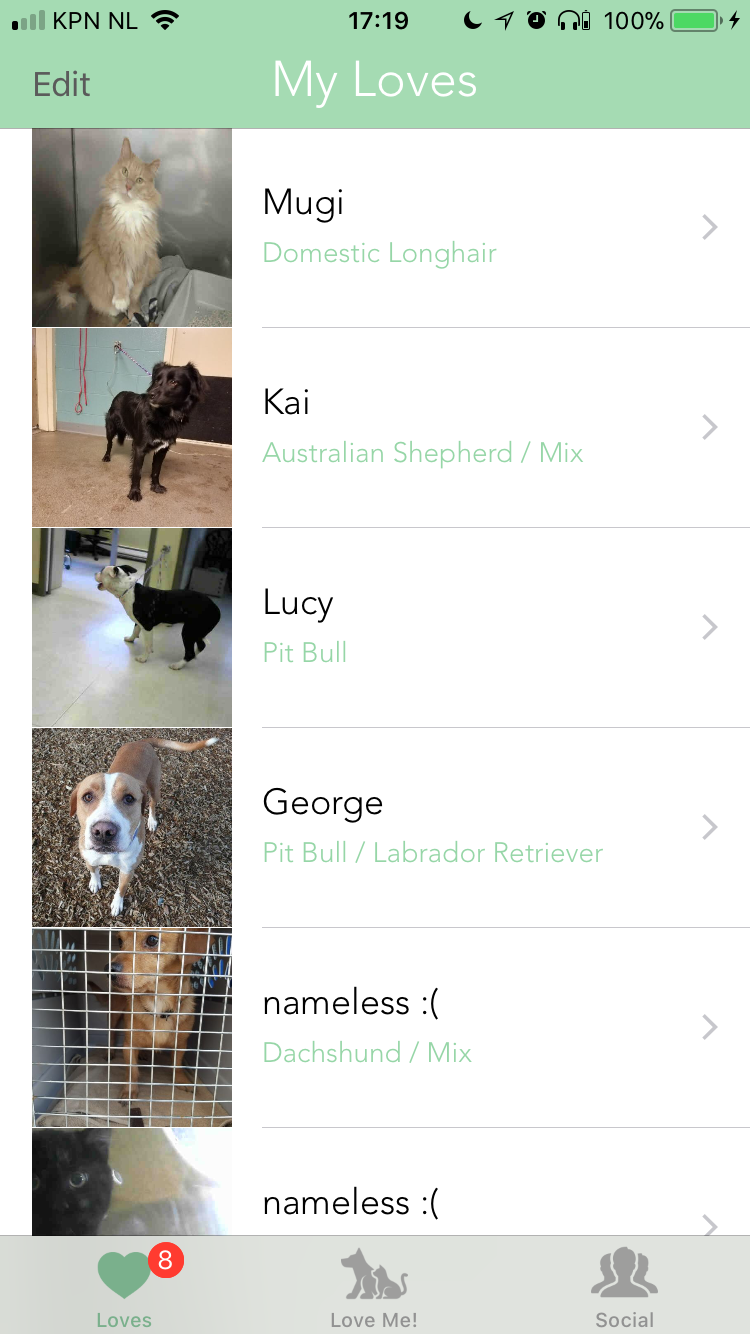 KPN NL 17:19 100%
Edit My Loves
Mugi
Domestic Longhair
Kai
Australian Shepherd / Mix
Lucy
Pit Bull
George
Pit Bull / Labrador Retriever
nameless :(
Dachshund / Mix
nameless :(
8
Loves Love Me! Social